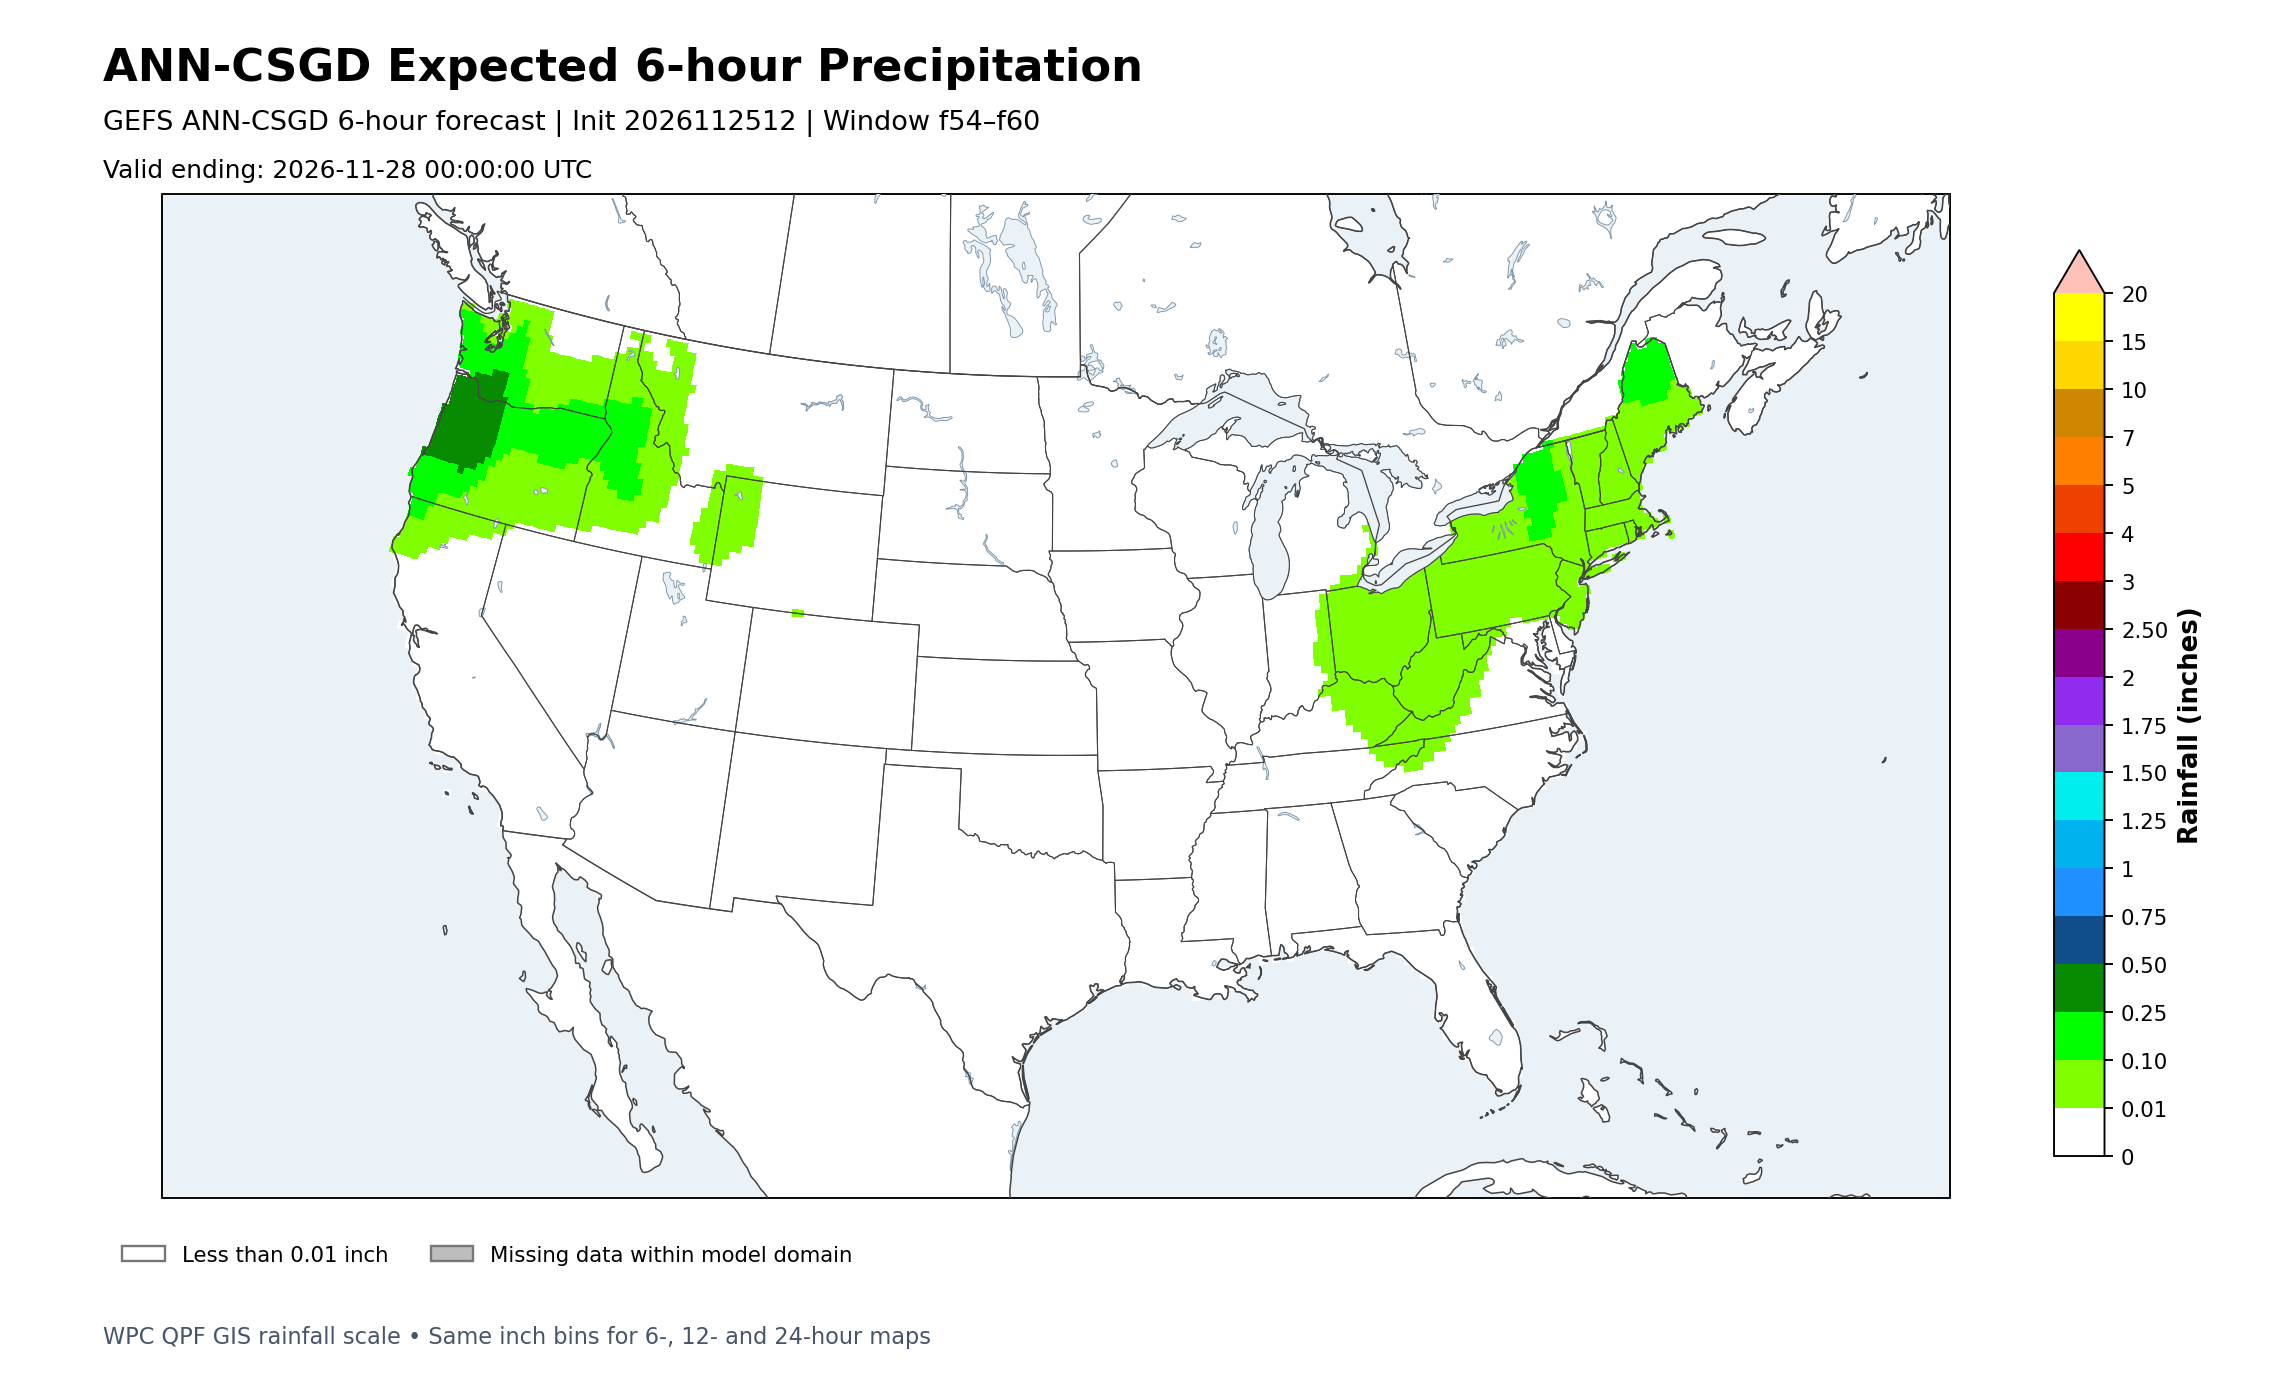 ANN-CSGD Expected 6-hour Precipitation
GEFS ANN-CSGD 6-hour forecast | Init 2026112512 | Window f54–f60
Valid ending: 2026-11-28 00:00:00 UTC
20
15
10
7
5
4
3
2.50
2
1.75
1.50
1.25
1
0.75
0.50
0.25
0.10
0.01
0
Rainfall (inches)
Less than 0.01 inch
Missing data within model domain
WPC QPF GIS rainfall scale • Same inch bins for 6-, 12- and 24-hour maps